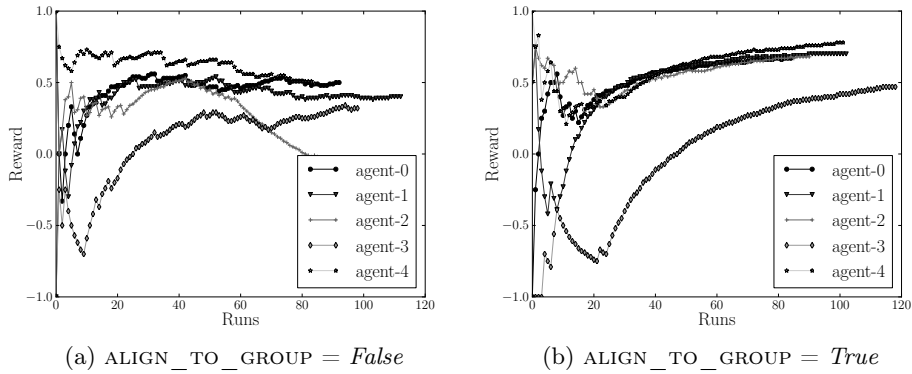 1.0
0.5
0.0
−0.5
−1.0
Reward
0 20 40 60 80 100 120
Runs
agent-0
agent-1
agent-2
agent-3
agent-4
(a) ALIGN_TO_GROUP = False
1.0
0.5
0.0
−0.5
−1.0
Reward
0 20 40 60 80 100 120
Runs
agent-0
agent-1
agent-2
agent-3
agent-4
(b) ALIGN_TO_GROUP = True